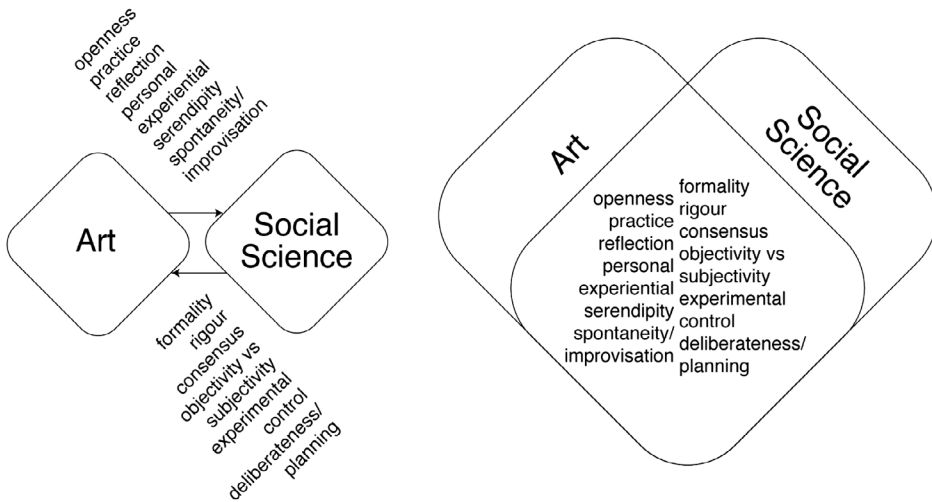 openness
practice
reflection
personal
experiential
serendipity
spontaneity/
improvisation
Art
Social
Science
formality
rigour
consensus
objectivity vs
subjectivity
experimental
control
deliberateness/
planning
Art
Social
Science
openness
practice
reflection
personal
experiential
serendipity
spontaneity/
improvisation
formality
rigour
consensus
objectivity vs
subjectivity
experimental
control
deliberateness/
planning